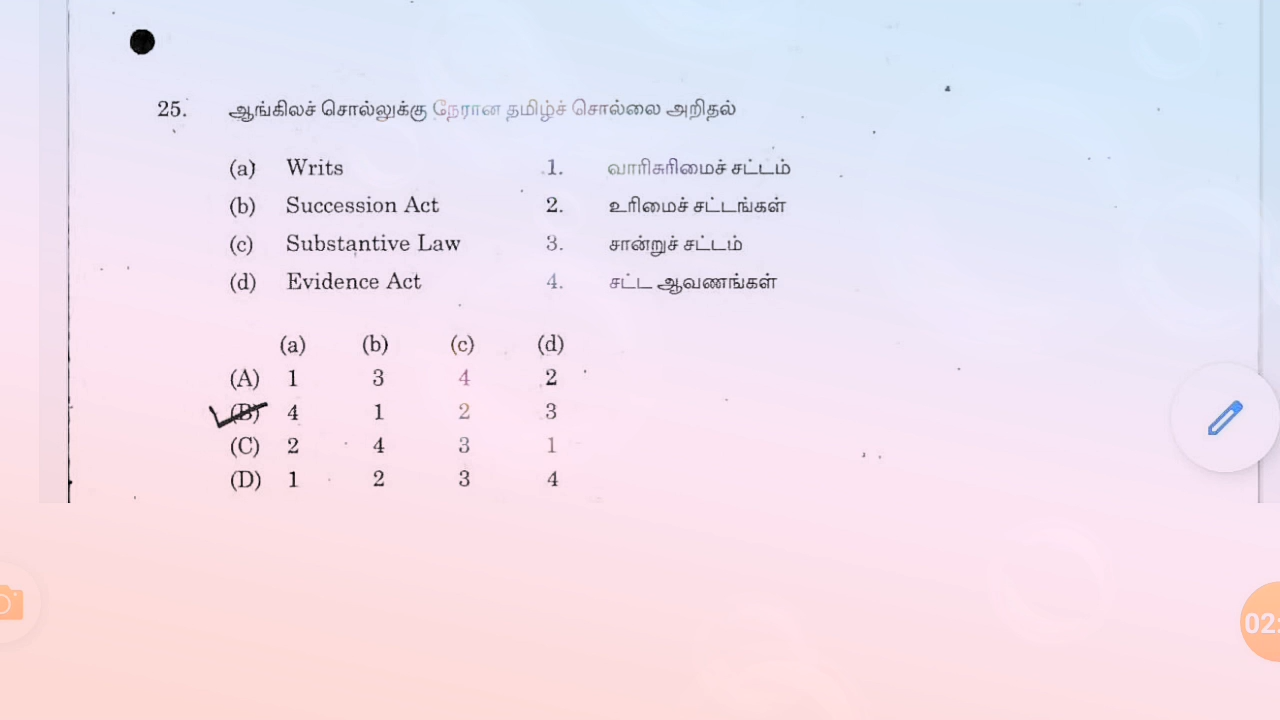 25. ஆங்கிலச் சொல்லுக்கு நேரான தமிழ்ச் சொல்லை அறிதல்
(a) Writs 1. வாரிசுரிமைச் சட்டம்
(b) Succession Act 2. உரிமைச் சட்டங்கள்
(c) Substantive Law 3. சான்றுச் சட்டம்
(d) Evidence Act 4. சட்ட ஆவணங்கள்
(a) (b) (c) (d)
(A) 1 3 4 2
(B) 4 1 2 3
(C) 2 4 3 1
(D) 1 2 3 4